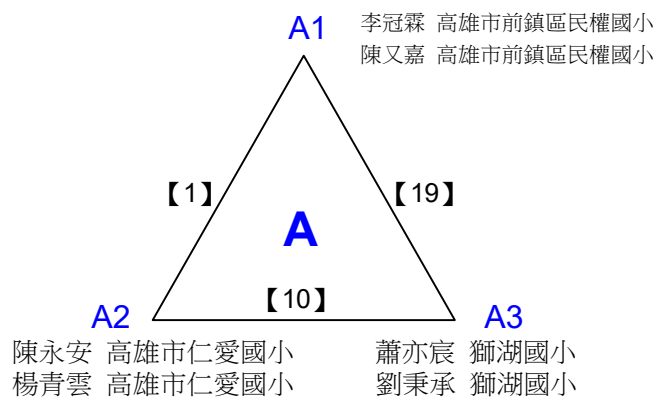 A1
李冠霖 高雄市前鎮區民權國小
陳又嘉 高雄市前鎮區民權國小
【1】
【19】
A
【10】
A2
A3
陳永安 高雄市仁愛國小
楊青雲 高雄市仁愛國小
蕭亦宸 獅湖國小
劉秉承 獅湖國小